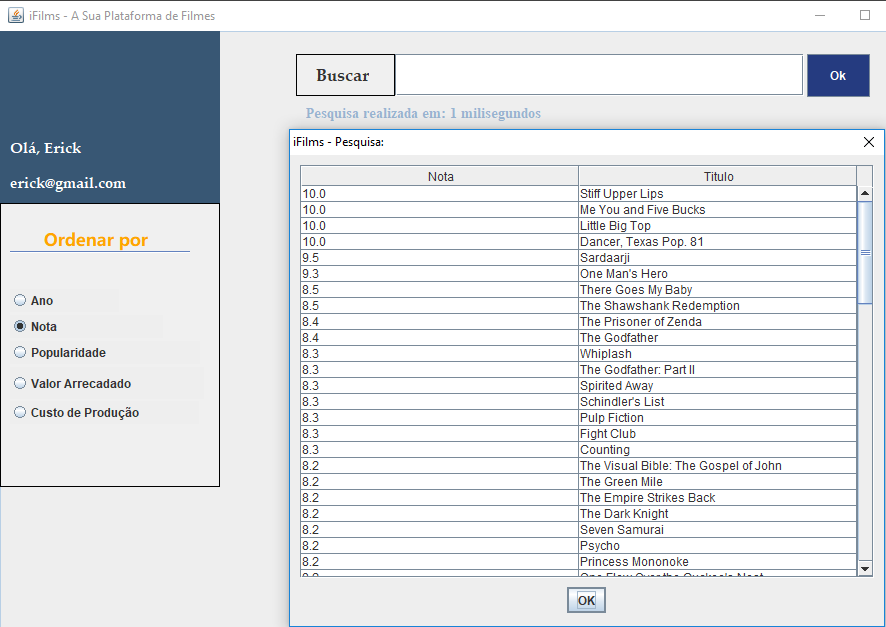 iFilms - A Sua Plataforma de Filmes
Olá, Erick
erick@gmail.com
Ordenar por
Ano
Nota
Popularidade
Valor Arrecadado
Custo de Produção
Buscar
Ok
Pesquisa realizada em: 1 milisegundos
iFilms - Pesquisa:
Nota Titulo
10.0 Stiff Upper Lips
10.0 Me You and Five Bucks
10.0 Little Big Top
10.0 Dancer, Texas Pop. 81
9.5 Sardaarji
9.3 One Man's Hero
8.5 There Goes My Baby
8.5 The Shawshank Redemption
8.4 The Prisoner of Zenda
8.4 The Godfather
8.3 Whiplash
8.3 The Godfather: Part II
8.3 Spirited Away
8.3 Schindler's List
8.3 Pulp Fiction
8.3 Fight Club
8.3 Counting
8.2 The Visual Bible: The Gospel of John
8.2 The Green Mile
8.2 The Empire Strikes Back
8.2 The Dark Knight
8.2 Seven Samurai
8.2 Psycho
8.2 Princess Mononoke
OK